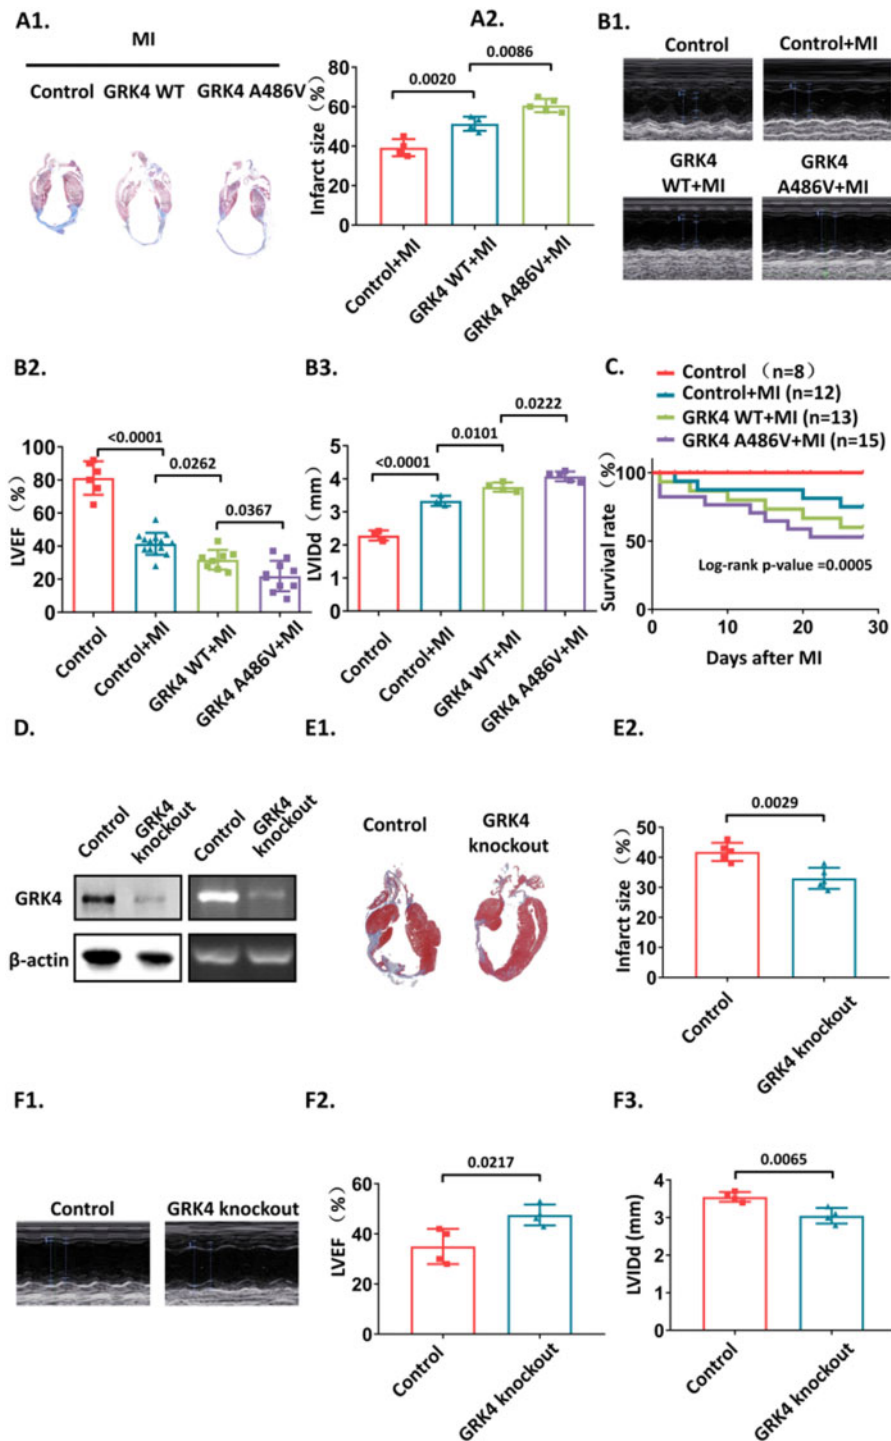 A1.
MI
Control GRK4 WT GRK4 A486V
A2.
Infarct size (%)
80
60
40
20
0
0.0020
0.0086
Control+MI
GRK4 WT+MI
GRK4 A486V+MI
B1.
Control
Control+MI
GRK4
WT+MI
GRK4
A486V+MI
B2.
LVEF (%)
100
80
60
40
20
0
<0.0001
0.0262
0.0367
Control
Control+MI
GRK4 WT+MI
GRK4 A486V+MI
B3.
LVIDd (mm)
5
4
3
2
1
0
<0.0001
0.0101
0.0222
Control
Control+MI
GRK4 WT+MI
GRK4 A486V+MI
C.
Control (n=8)
Control+MI (n=12)
GRK4 WT+MI (n=13)
GRK4 A486V+MI (n=15)
Survival rate (%)
100
50
0
Log-rank p-value =0.0005
0 10 20 30
Days after MI
D.
Control
GRK4
knockout
Control
GRK4
knockout
GRK4
β-actin
E1.
Control
GRK4
knockout
E2.
Infarct size (%)
50
40
30
20
10
0
0.0029
Control
GRK4 knockout
F1.
Control
GRK4 knockout
F2.
LVEF (%)
60
40
20
0
0.0217
Control
GRK4 knockout
F3.
LVIDd (mm)
4
3
2
1
0
0.0065
Control
GRK4 knockout